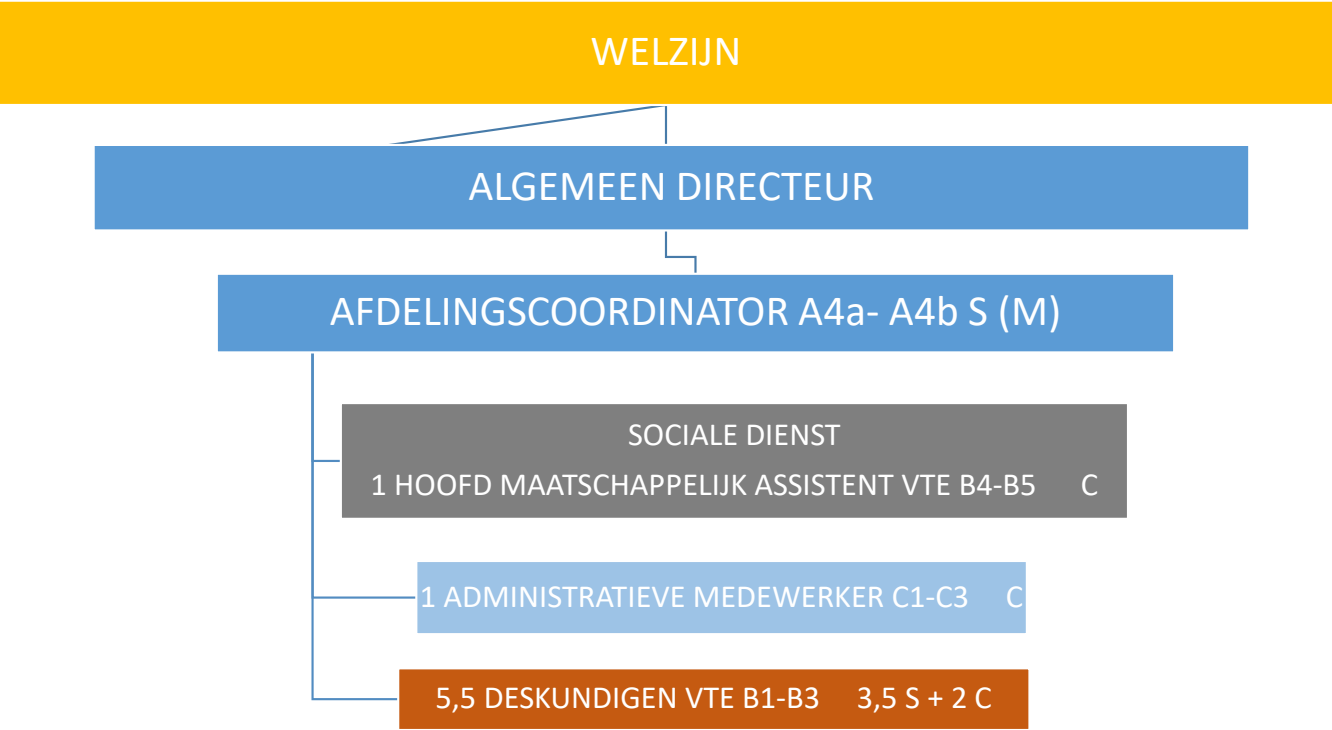 WELZIJN
ALGEMEEN DIRECTEUR
AFDELINGSCOORDINATOR A4a- A4b S (M)
SOCIALE DIENST
1 HOOFD MAATSCHAPPELIJK ASSISTENT VTE B4-B5 C
1 ADMINISTRATIEVE MEDEWERKER C1-C3 C
5,5 DESKUNDIGEN VTE B1-B3 3,5 S + 2 C